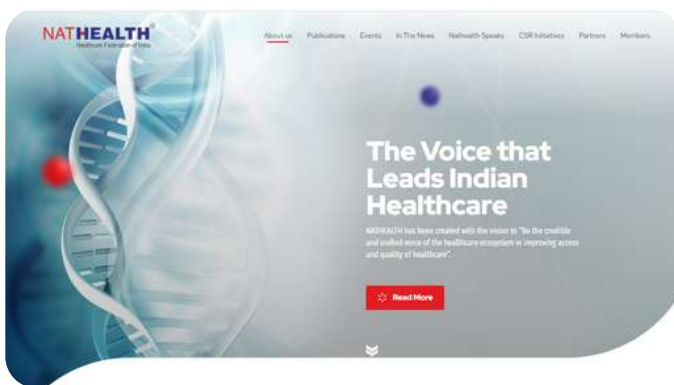 NATHEALTH
Healthcare Federation of India
About us Publications Events In The News Nathealth Speaks CSR Initiatives Partners Members
The Voice that
Leads Indian
Healthcare
NATHEALTH has been created with the vision to "Be the credible
and unified voice of the healthcare ecosystem in improving access
and quality of healthcare".
Read More